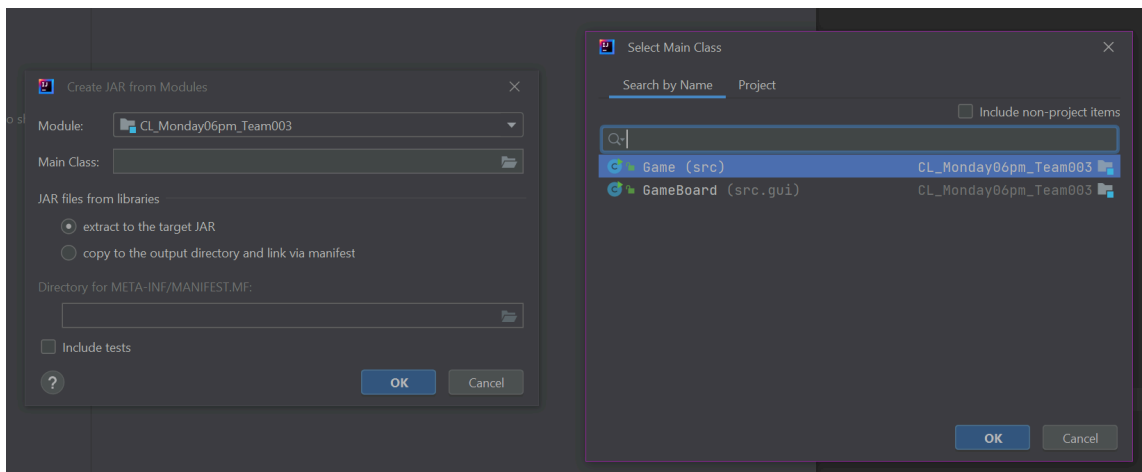 Create JAR from Modules
Module: CL_Monday06pm_Team003
Main Class:
JAR files from libraries
extract to the target JAR
copy to the output directory and link via manifest
Directory for META-INF/MANIFEST.MF:
Include tests
? OK Cancel
Select Main Class
Search by Name Project
Include non-project items
Game (src) CL_Monday06pm_Team003
GameBoard (src.gui) CL_Monday06pm_Team003
OK Cancel